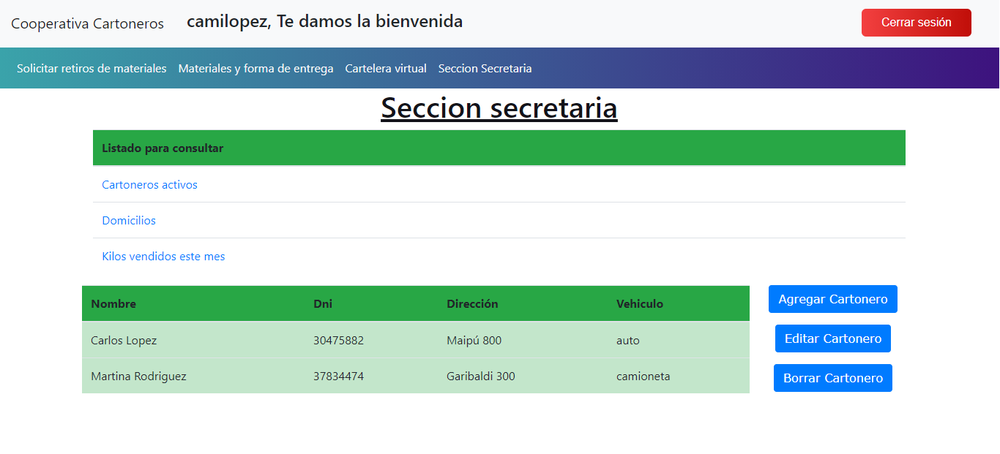 Cooperativa Cartoneros camilopez, Te damos la bienvenida Cerrar sesión
Solicitar retiros de materiales Materiales y forma de entrega Cartelera virtual Seccion Secretaria
Seccion secretaria
Listado para consultar
Cartoneros activos
Domicilios
Kilos vendidos este mes
Nombre Dni Dirección Vehiculo
Carlos Lopez 30475882 Maipú 800 auto
Martina Rodriguez 37834474 Garibaldi 300 camioneta
Agregar Cartonero
Editar Cartonero
Borrar Cartonero